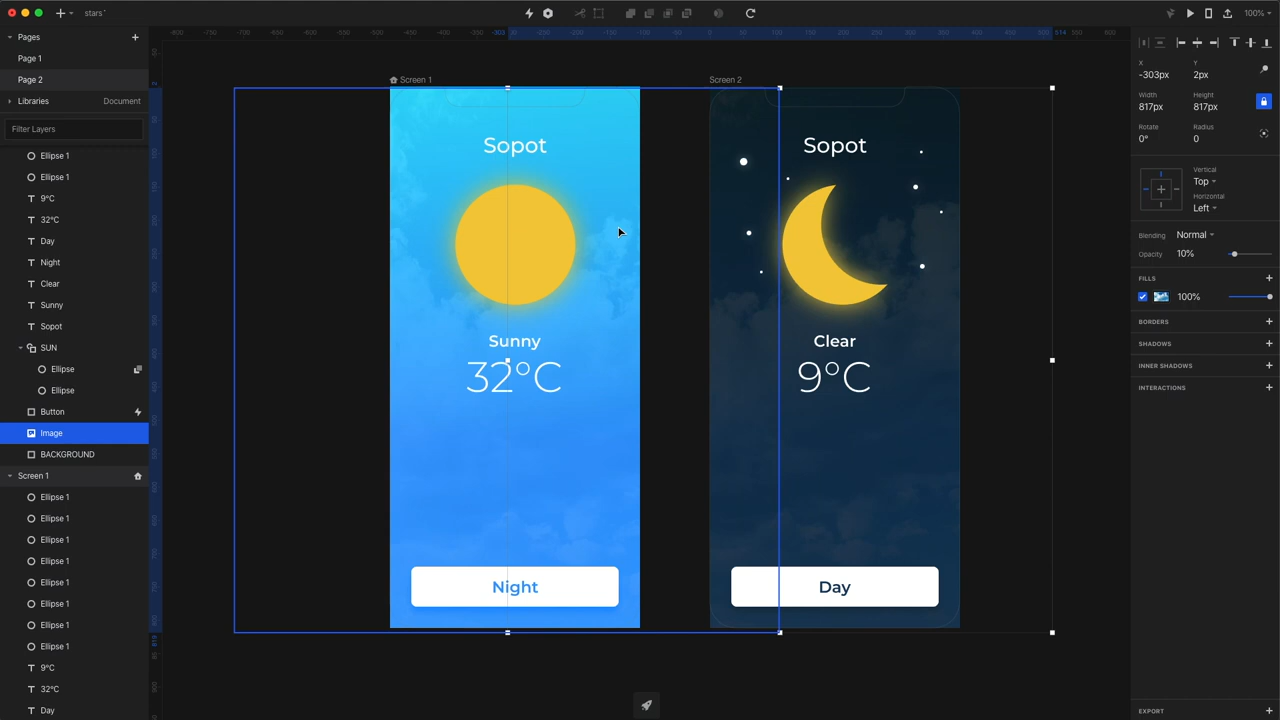 stars*
100%
Pages
Page 1
Page 2
Libraries
Document
Filter Layers
Ellipse 1
Ellipse 1
9°C
32°C
Day
Night
Clear
Sunny
Sopot
SUN
Ellipse
Ellipse
Button
Image
BACKGROUND
Screen 1
Ellipse 1
Ellipse 1
Ellipse 1
Ellipse 1
Ellipse 1
Ellipse 1
Ellipse 1
Ellipse 1
9°C
32°C
Day
Screen 1
Sopot
Sunny
32°C
Night
Screen 2
Sopot
Clear
9°C
Day
X
Y
-303px
2px
Width
Height
817px
817px
Rotate
Radius
0°
0
Vertical
Top
Horizontal
Left
Blending
Normal
Opacity
10%
FILLS
100%
BORDERS
SHADOWS
INNER SHADOWS
INTERACTIONS
EXPORT